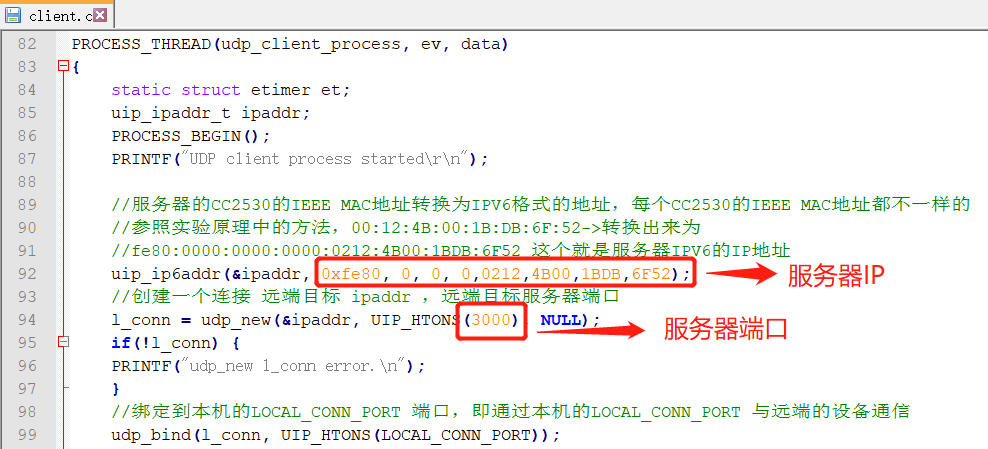 client.c
82 PROCESS_THREAD(udp_client_process, ev, data)
83 {
84 static struct etimer et;
85 uip_ipaddr_t ipaddr;
86 PROCESS_BEGIN();
87 PRINTF("UDP client process started\r\n");
88
89 //服务器的CC2530的IEEE MAC地址转换为IPV6格式的地址，每个CC2530的IEEE MAC地址都不一样的
90 //参照实验原理中的方法，00:12:4B:00:1B:DB:6F:52->转换出来为
91 //fe80:0000:0000:0000:0212:4B00:1BDB:6F52 这个就是服务器IPV6的IP地址
92 uip_ip6addr(&ipaddr, 0xfe80, 0, 0, 0,0212,4B00,1BDB,6F52); 服务器IP
93 //创建一个连接 远端目标 ipaddr ，远端目标服务器端口
94 l_conn = udp_new(&ipaddr, UIP_HTONS(3000) NULL); 服务器端口
95 if(!l_conn) {
96 PRINTF("udp_new l_conn error.\n");
97 }
98 //绑定到本机的LOCAL_CONN_PORT 端口，即通过本机的LOCAL_CONN_PORT 与远端的设备通信
99 udp_bind(l_conn, UIP_HTONS(LOCAL_CONN_PORT));